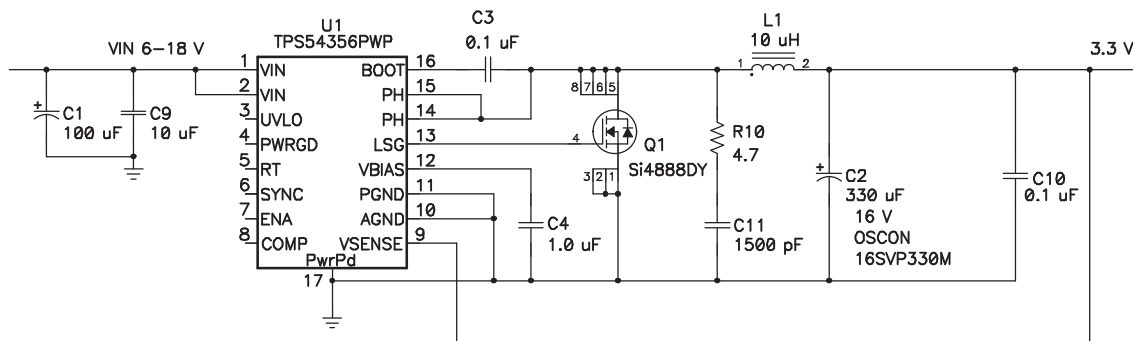 VIN 6–18 V
C1
100 uF
C9
10 uF
U1
TPS54356PWP
1 VIN BOOT 16
2 VIN PH 15
3 UVLO PH 14
4 PWRGD LSG 13
5 RT VBIAS 12
6 SYNC PGND 11
7 ENA AGND 10
8 COMP VSENSE 9
PwrPd
17
C3
0.1 uF
C4
1.0 uF
8 7 6 5
4
3 2 1
Q1
Si4888DY
R10
4.7
C11
1500 pF
L1
10 uH
1 2
C2
330 uF
16 V
OSCON
16SVP330M
C10
0.1 uF
3.3 V
+
+